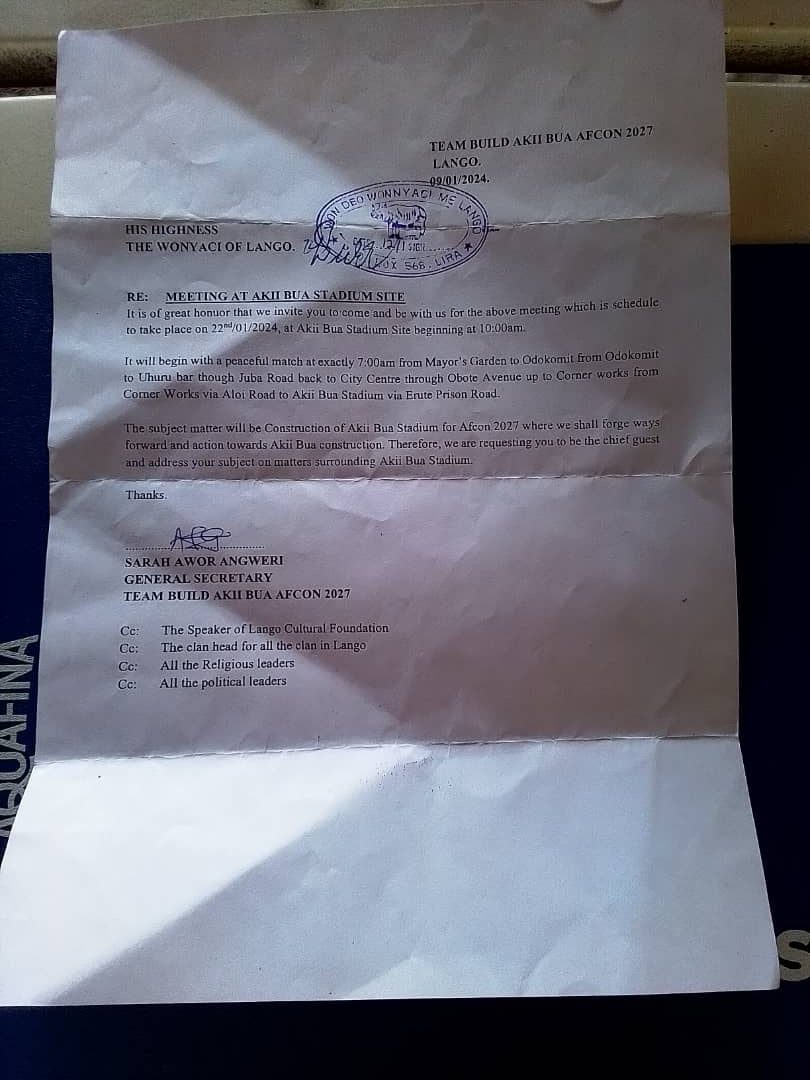 TEAM BUILD AKII BUA AFCON 2027
LANGO.
09/01/2024.
WON DEO WONNYACI ME LANGO
BOX 568. LIRA
HIS HIGHNESS
THE WONYACI OF LANGO.
RE: MEETING AT AKII BUA STADIUM SITE
It is of great honuor that we invite you to come and be with us for the above meeting which is schedule
to take place on 22nd/01/2024, at Akii Bua Stadium Site beginning at 10:00am.
It will begin with a peaceful match at exactly 7:00am from Mayor's Garden to Odokomit from Odokomit
to Uhuru bar though Juba Road back to City Centre through Obote Avenue up to Corner works from
Corner Works via Aloi Road to Akii Bua Stadium via Erute Prison Road.
The subject matter will be Construction of Akii Bua Stadium for Afcon 2027 where we shall forge ways
forward and action towards Akii Bua construction. Therefore, we are requesting you to be the chief guest
and address your subject on matters surrounding Akii Bua Stadium.
Thanks.
SARAH AWOR ANGWERI
GENERAL SECRETARY
TEAM BUILD AKII BUA AFCON 2027
Cc: The Speaker of Lango Cultural Foundation
Cc: The clan head for all the clan in Lango
Cc: All the Religious leaders
Cc: All the political leaders
AQUAFINA
S